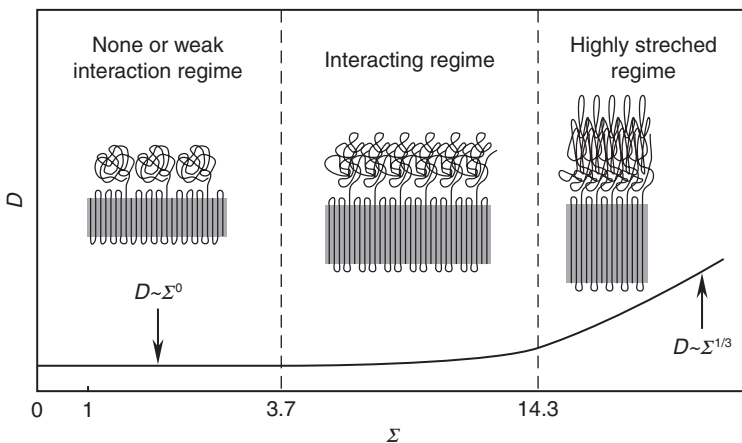 None or weak
interaction regime
Interacting regime
Highly streched
regime
D
D~Σ⁰
D~Σ¹/³
0
1
3.7
14.3
Σ